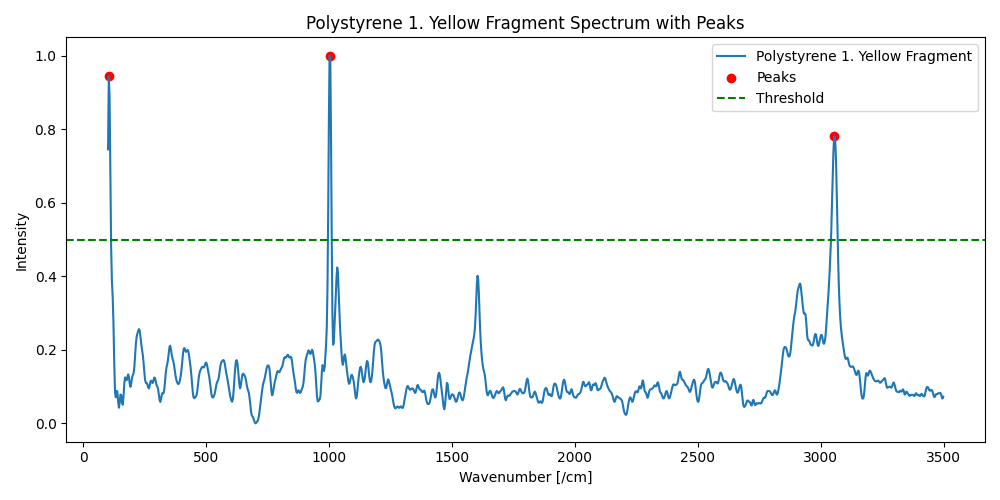 Polystyrene 1. Yellow Fragment Spectrum with Peaks
Polystyrene 1. Yellow Fragment
Peaks
Threshold
Intensity
1.0
0.8
0.6
0.4
0.2
0.0
0 500 1000 1500 2000 2500 3000 3500
Wavenumber [/cm]